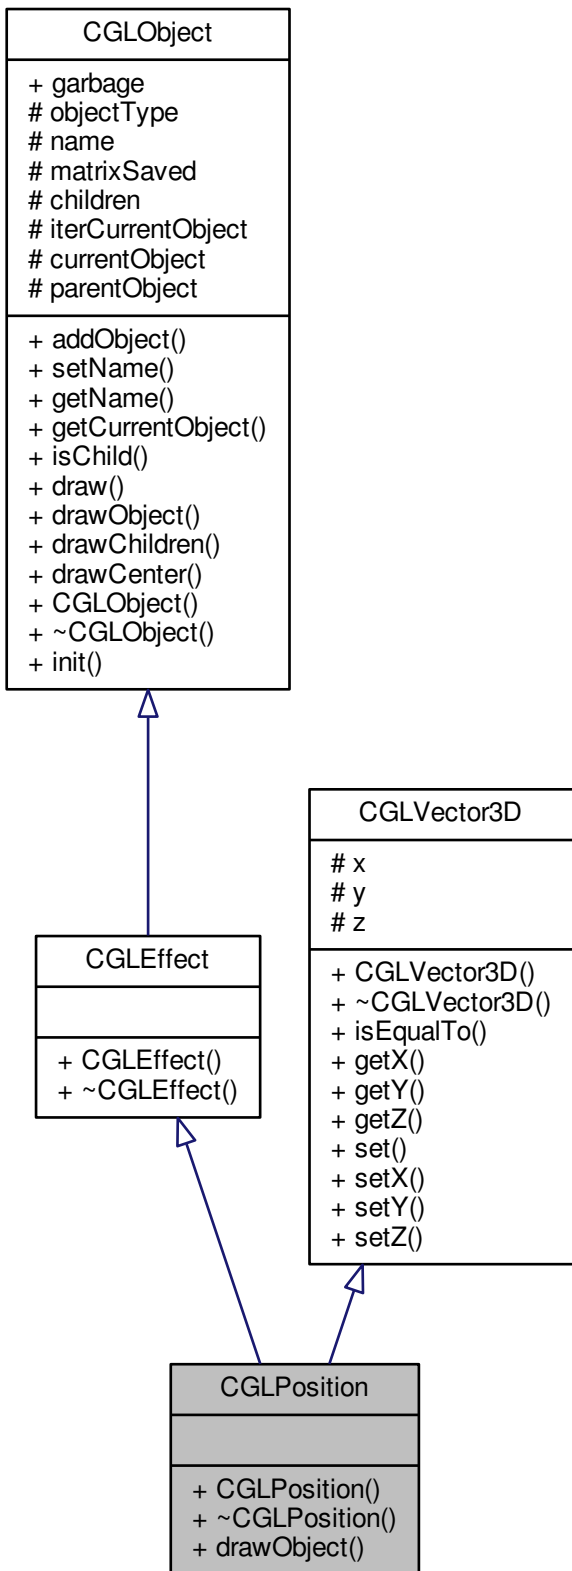 CGLObject
+ garbage
# objectType
# name
# matrixSaved
# children
# iterCurrentObject
# currentObject
# parentObject
+ addObject()
+ setName()
+ getName()
+ getCurrentObject()
+ isChild()
+ draw()
+ drawObject()
+ drawChildren()
+ drawCenter()
+ CGLObject()
+ ~CGLObject()
+ init()
CGLVector3D
# x
# y
# z
+ CGLVector3D()
+ ~CGLVector3D()
+ isEqualTo()
+ getX()
+ getY()
+ getZ()
+ set()
+ setX()
+ setY()
+ setZ()
CGLEffect
+ CGLEffect()
+ ~CGLEffect()
CGLPosition
+ CGLPosition()
+ ~CGLPosition()
+ drawObject()